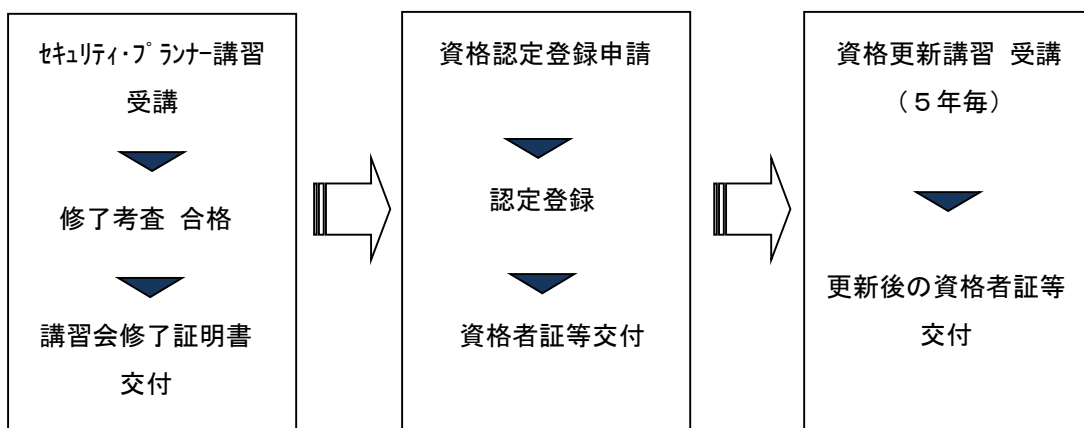 ｾｷｭﾘﾃｨ･ﾌﾟﾗﾝﾅｰ講習
受講
修了考査 合格
講習会修了証明書
交付
資格認定登録申請
認定登録
資格者証等交付
資格更新講習 受講
（５年毎）
更新後の資格者証等
交付